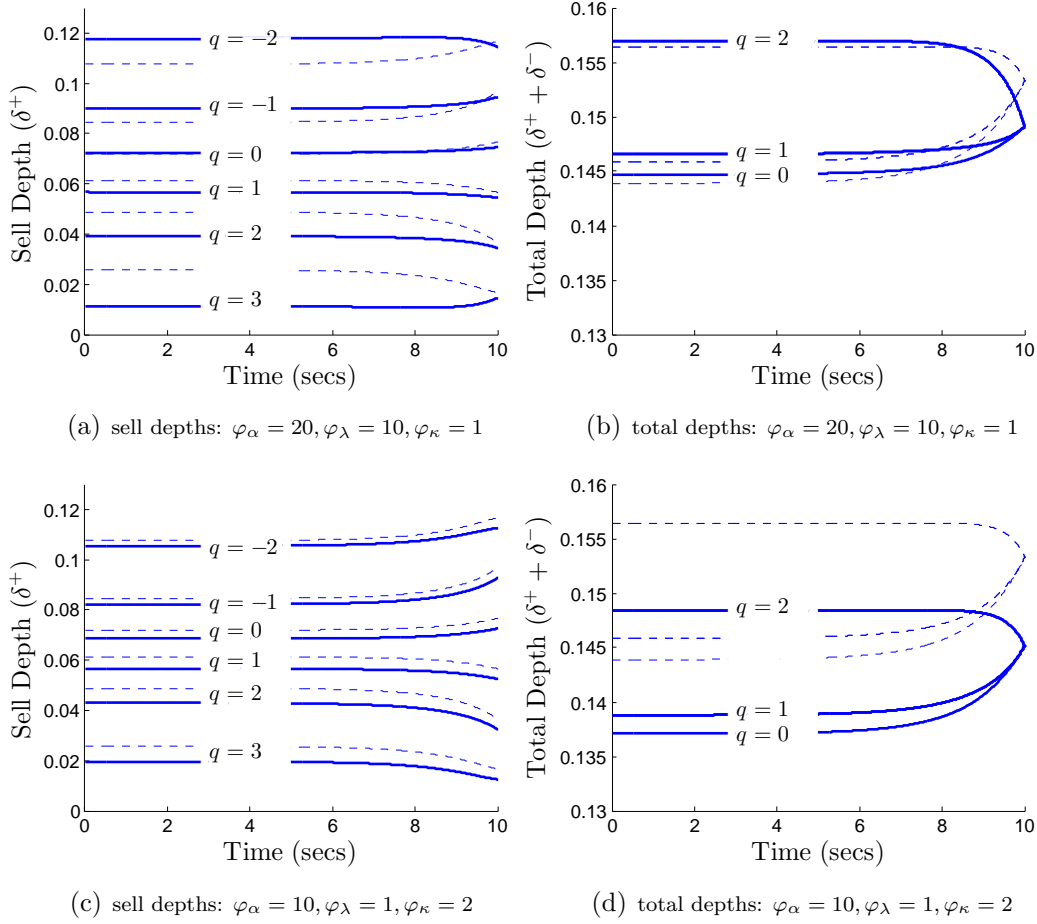 Sell Depth (δ⁺)
0.12
0.1
0.08
0.06
0.04
0.02
0
q = −2
q = −1
q = 0
q = 1
q = 2
q = 3
0 2 4 6 8 10
Time (secs)
(a) sell depths: φ_α = 20, φ_λ = 10, φ_κ = 1
Total Depth (δ⁺ + δ⁻)
0.16
0.155
0.15
0.145
0.14
0.135
0.13
q = 2
q = 1
q = 0
0 2 4 6 8 10
Time (secs)
(b) total depths: φ_α = 20, φ_λ = 10, φ_κ = 1
Sell Depth (δ⁺)
0.12
0.1
0.08
0.06
0.04
0.02
0
q = −2
q = −1
q = 0
q = 1
q = 2
q = 3
0 2 4 6 8 10
Time (secs)
(c) sell depths: φ_α = 10, φ_λ = 1, φ_κ = 2
Total Depth (δ⁺ + δ⁻)
0.16
0.155
0.15
0.145
0.14
0.135
0.13
q = 2
q = 1
q = 0
0 2 4 6 8 10
Time (secs)
(d) total depths: φ_α = 10, φ_λ = 1, φ_κ = 2